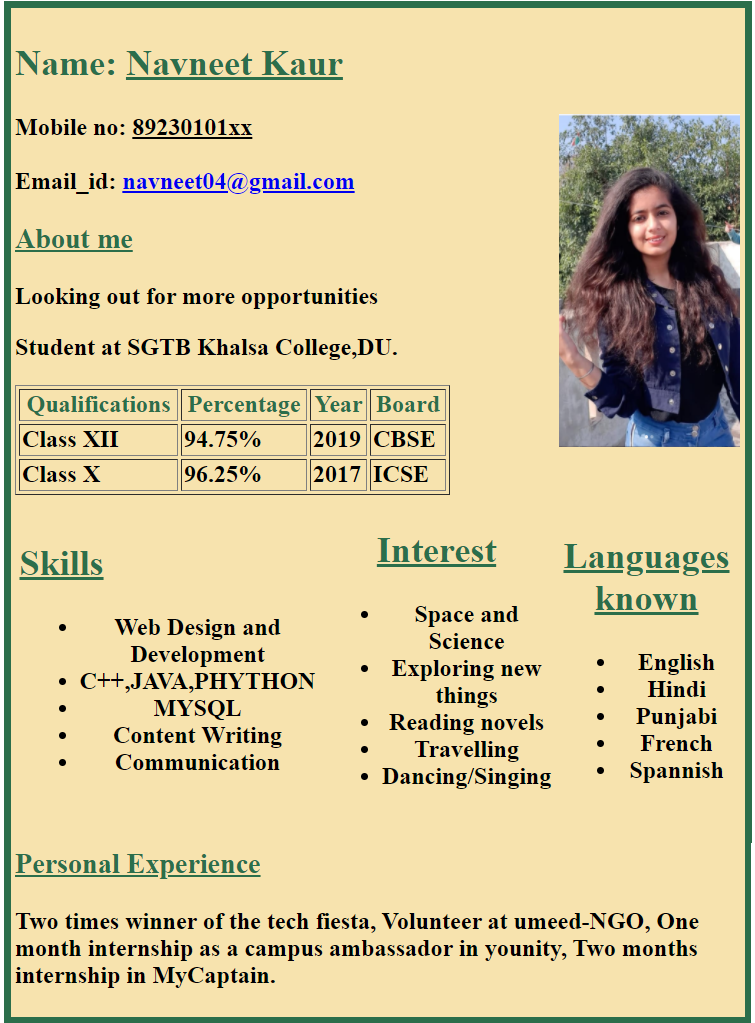 Name: Navneet Kaur
Mobile no: 89230101xx
Email_id: navneet04@gmail.com
About me
Looking out for more opportunities
Student at SGTB Khalsa College,DU.
Qualifications Percentage Year Board
Class XII 94.75% 2019 CBSE
Class X 96.25% 2017 ICSE
Skills
Web Design and
Development
C++,JAVA,PHYTHON
MYSQL
Content Writing
Communication
Interest
Space and
Science
Exploring new
things
Reading novels
Travelling
Dancing/Singing
Languages
known
English
Hindi
Punjabi
French
Spannish
Personal Experience
Two times winner of the tech fiesta, Volunteer at umeed-NGO, One
month internship as a campus ambassador in younity, Two months
internship in MyCaptain.